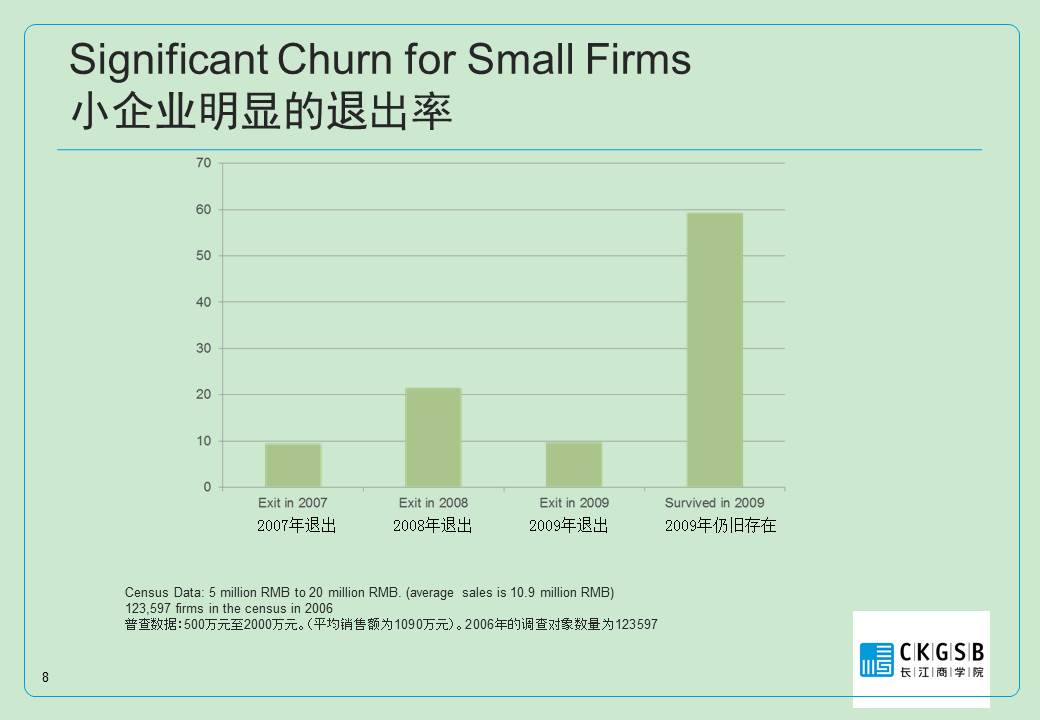 Significant Churn for Small Firms
小企业明显的退出率
70
60
50
40
30
20
10
0
Exit in 2007 Exit in 2008 Exit in 2009 Survived in 2009
2007年退出 2008年退出 2009年退出 2009年仍旧存在
Census Data: 5 million RMB to 20 million RMB. (average sales is 10.9 million RMB)
123,597 firms in the census in 2006
普查数据：500万元至2000万元。（平均销售额为1090万元）。2006年的调查对象数量为123597
C|K|G|S|B
长|江|商|学|院
8